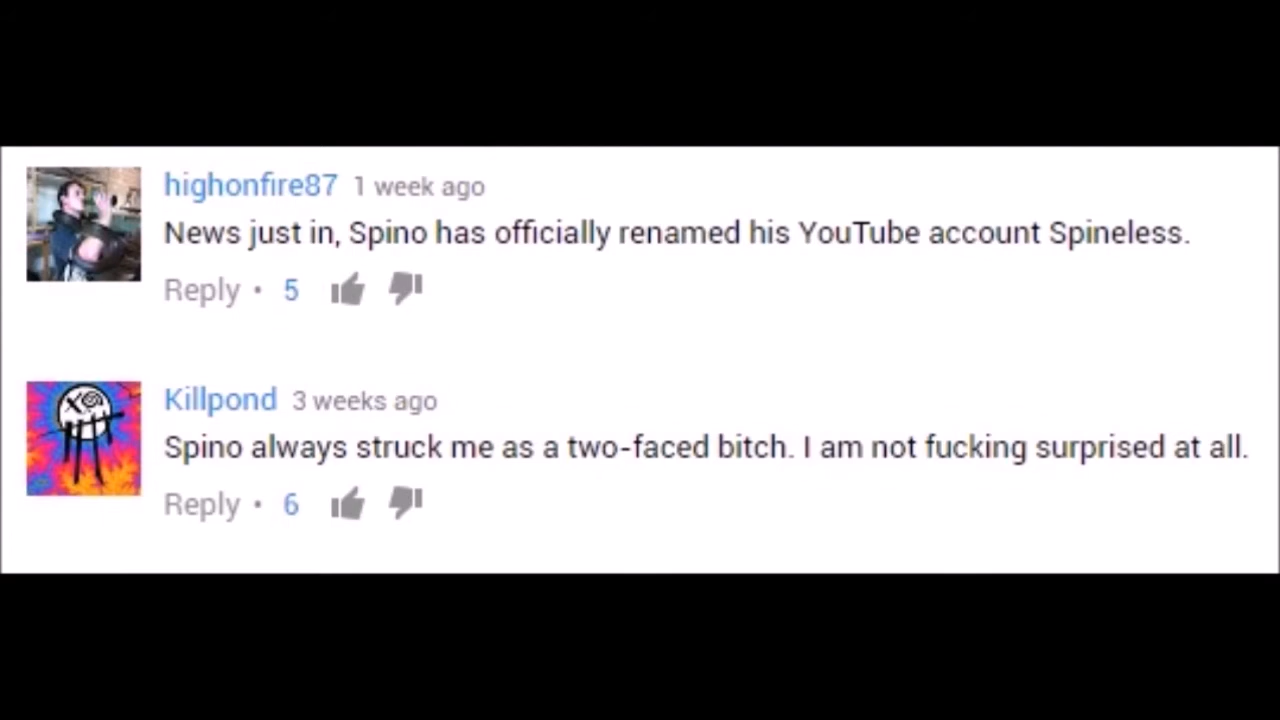 highonfire87 1 week ago
News just in, Spino has officially renamed his YouTube account Spineless.
Reply • 5
Killpond 3 weeks ago
Spino always struck me as a two-faced bitch. I am not fucking surprised at all.
Reply • 6